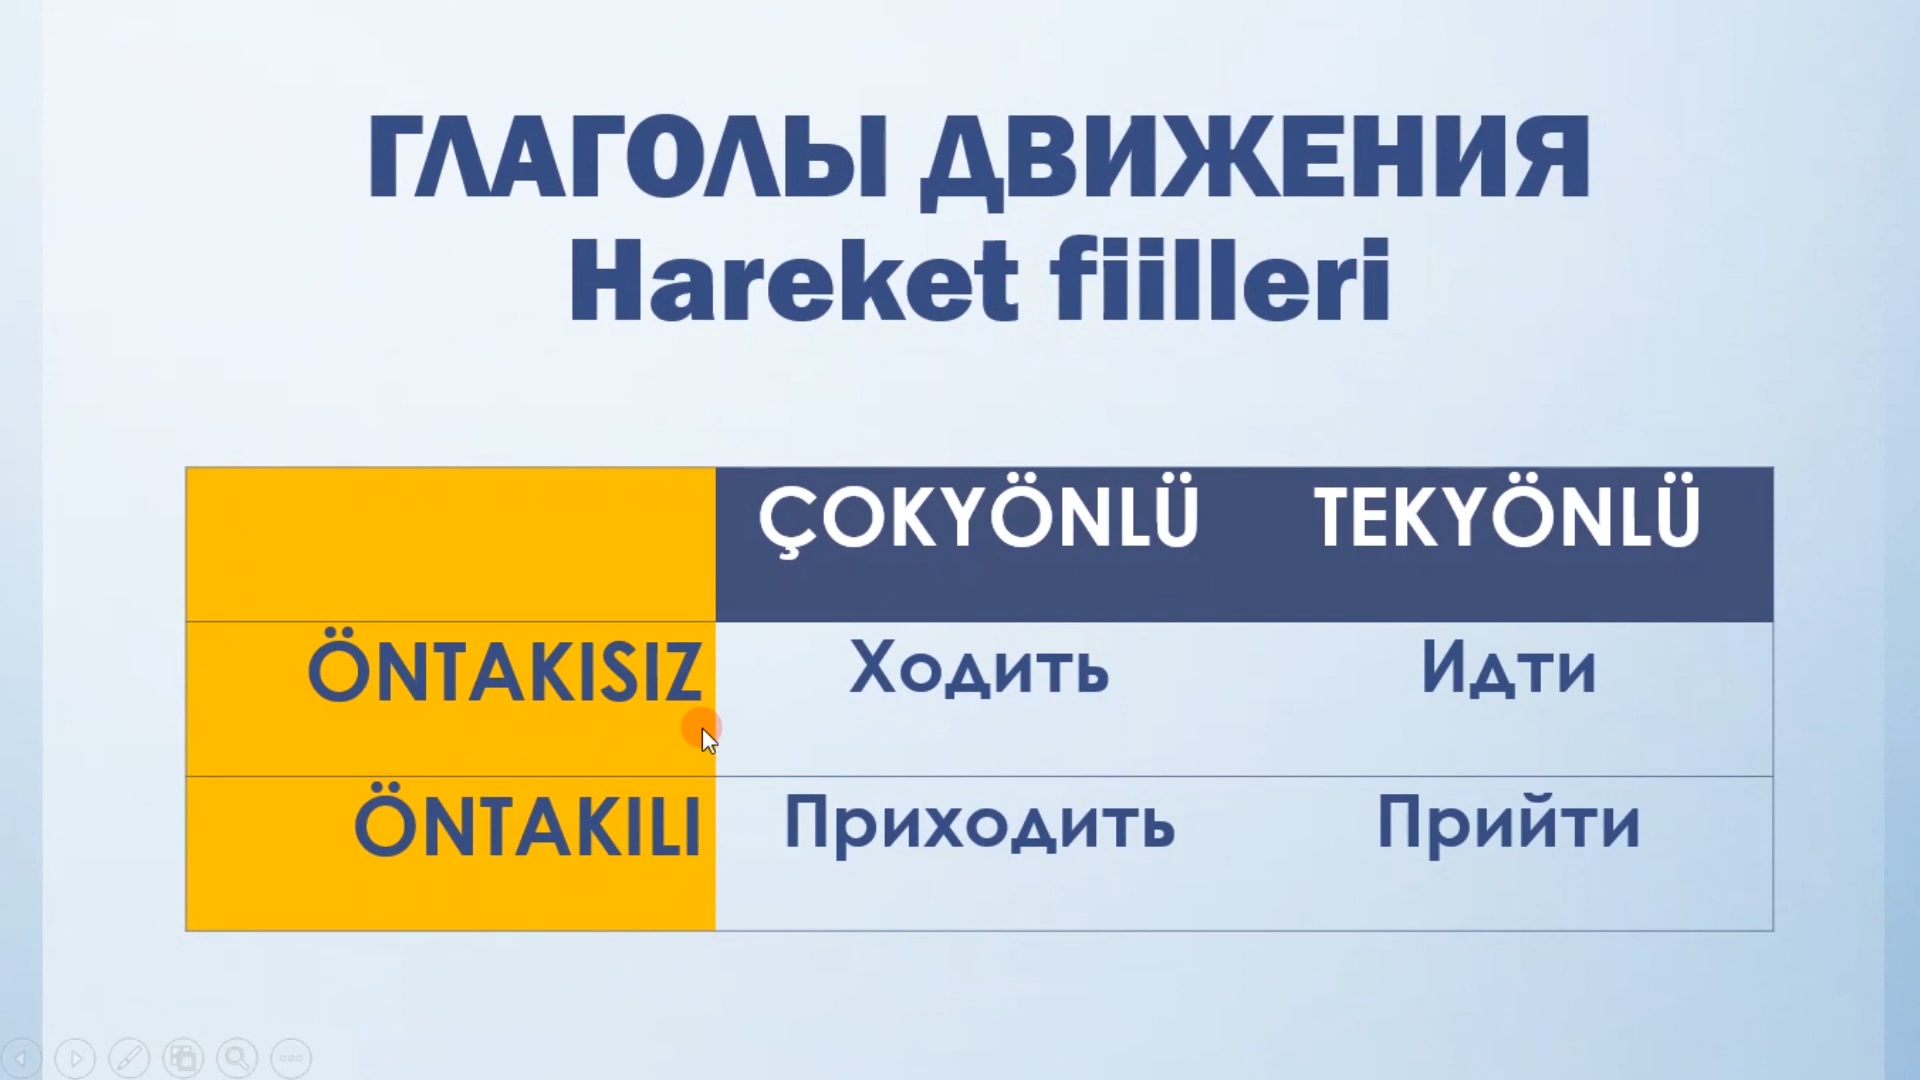 ГЛАГОЛЫ ДВИЖЕНИЯ
Hareket fiilleri
ÇOKYÖNLÜ TEKYÖNLÜ
ÖNTAKISIZ Ходить Идти
ÖNTAKILI Приходить Прийти